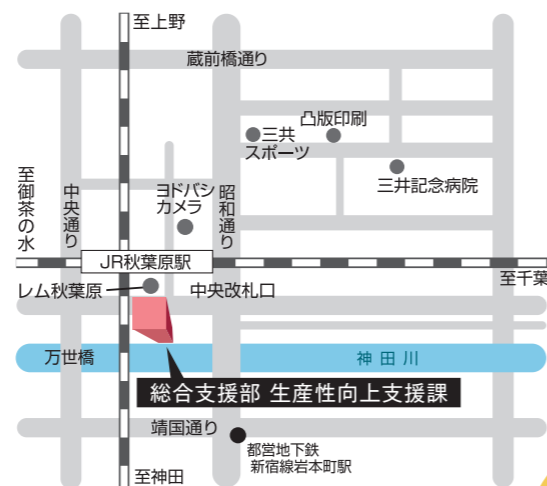 至上野
蔵前橋通り
凸版印刷
三共
スポーツ
三井記念病院
至御茶の水
中央通り
ヨドバシ
カメラ
昭和通り
JR秋葉原駅
至千葉
レム秋葉原
中央改札口
万世橋
神田川
総合支援部 生産性向上支援課
靖国通り
都営地下鉄
新宿線岩本町駅
至神田